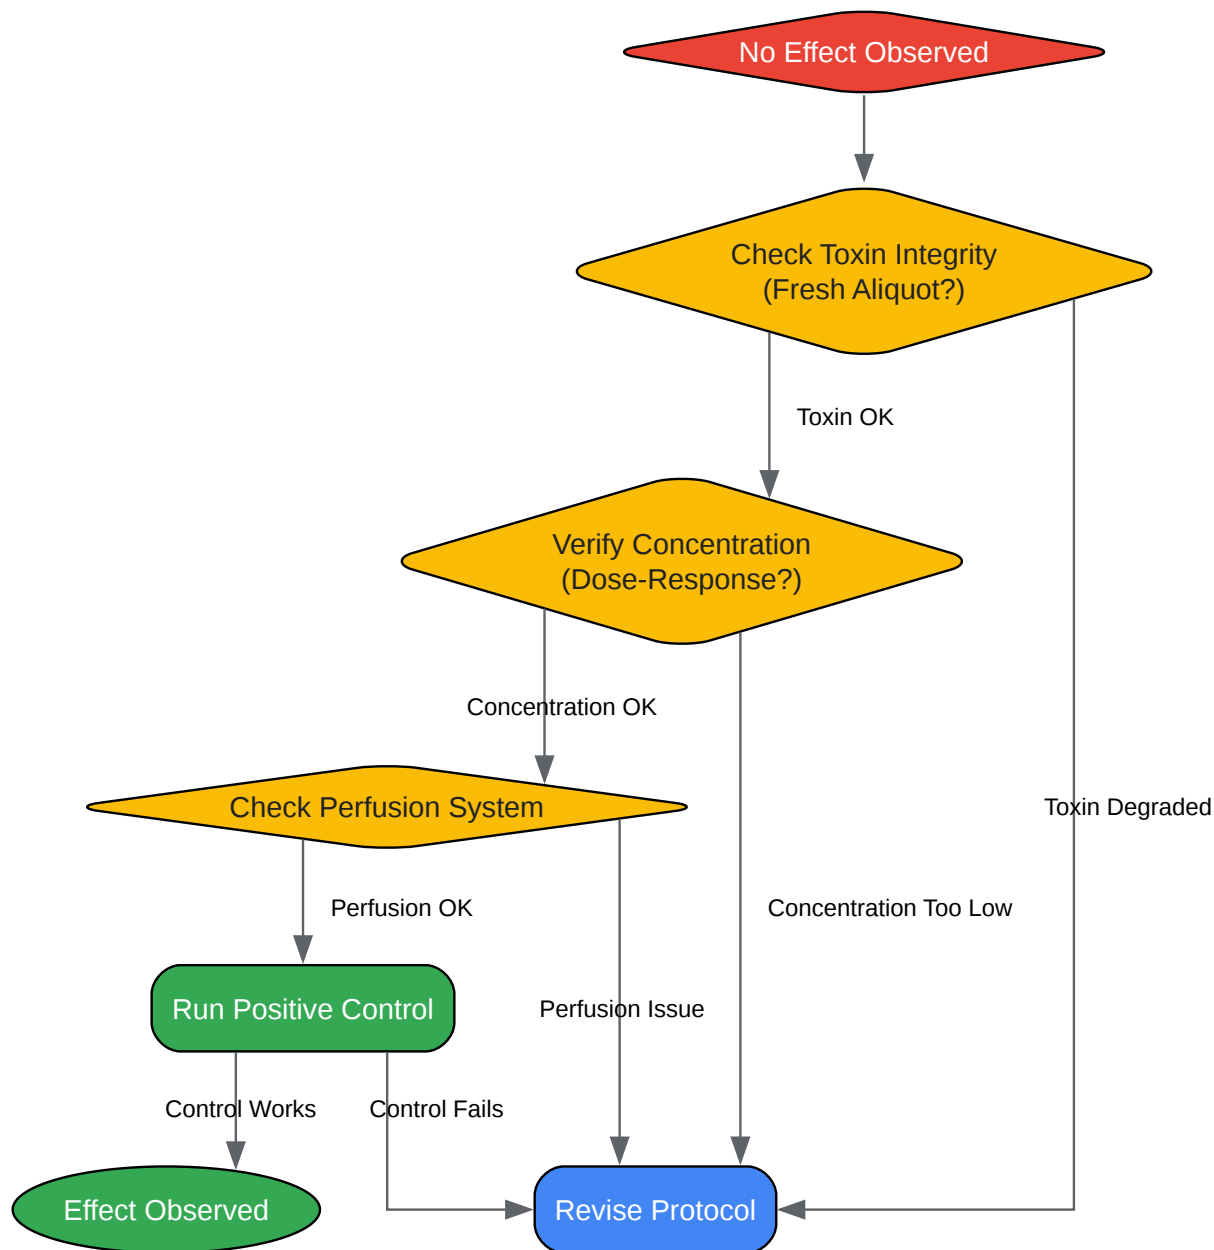 No Effect Observed
Check Toxin Integrity
(Fresh Aliquot?)
Toxin OK
Verify Concentration
(Dose-Response?)
Concentration OK
Check Perfusion System
Toxin Degraded
Perfusion OK
Concentration Too Low
Run Positive Control
Perfusion Issue
Control Works
Control Fails
Effect Observed
Revise Protocol